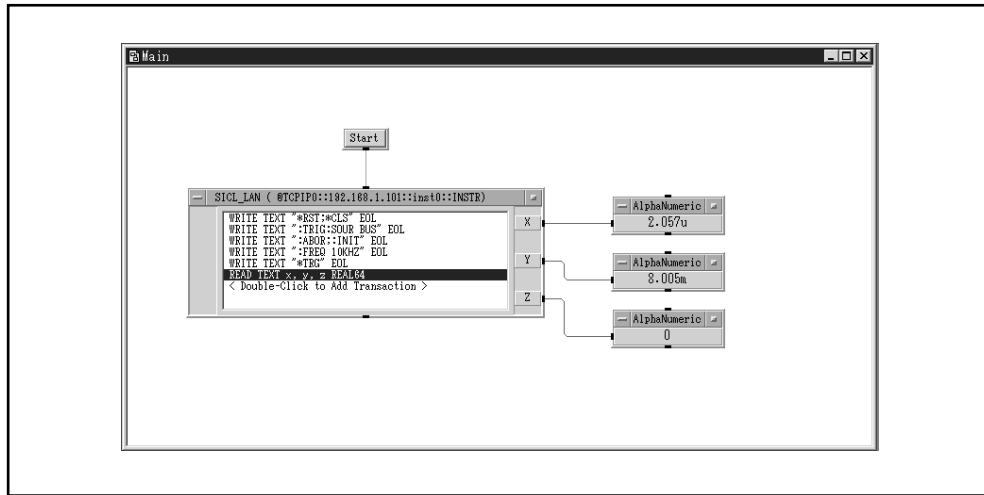 Main
Start
SICL_LAN ( @TCPIP0::192.168.1.101::inst0::INSTR)
WRITE TEXT "*RST;*CLS" EOL
WRITE TEXT ":TRIG:SOUR BUS" EOL
WRITE TEXT ":ABOR;:INIT" EOL
WRITE TEXT ":FREQ 10KHZ" EOL
WRITE TEXT "*TRG" EOL
READ TEXT x, y, z REAL64
< Double-Click to Add Transaction >
X
Y
Z
AlphaNumeric
2.057u
AlphaNumeric
8.005m
AlphaNumeric
0